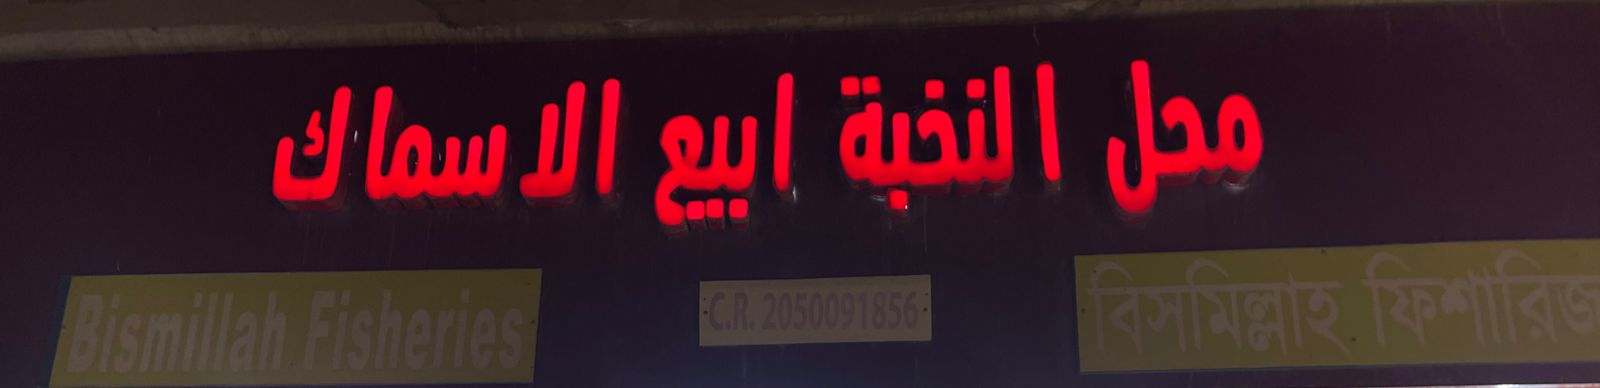 محل النخبة ابيع الاسماك
Bismillah Fisheries
C.R. 2050091856
বিসমিল্লাহ ফিশারিজ